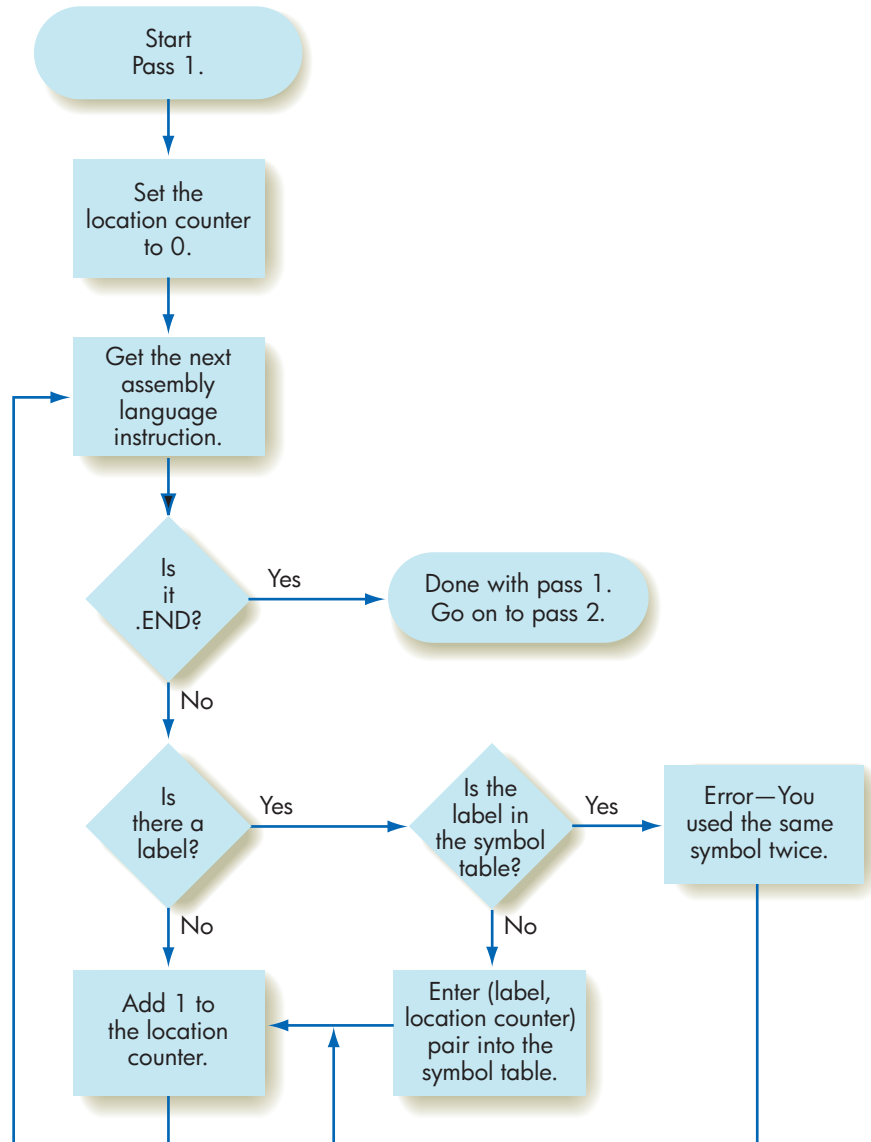 Start
Pass 1.
Set the
location counter
to 0.
Get the next
assembly
language
instruction.
Is
it
.END?
Yes
Done with pass 1.
Go on to pass 2.
No
Is
there a
label?
Yes
Is the
label in
the symbol
table?
Yes
Error—You
used the same
symbol twice.
No
No
Add 1 to
the location
counter.
Enter (label,
location counter)
pair into the
symbol table.